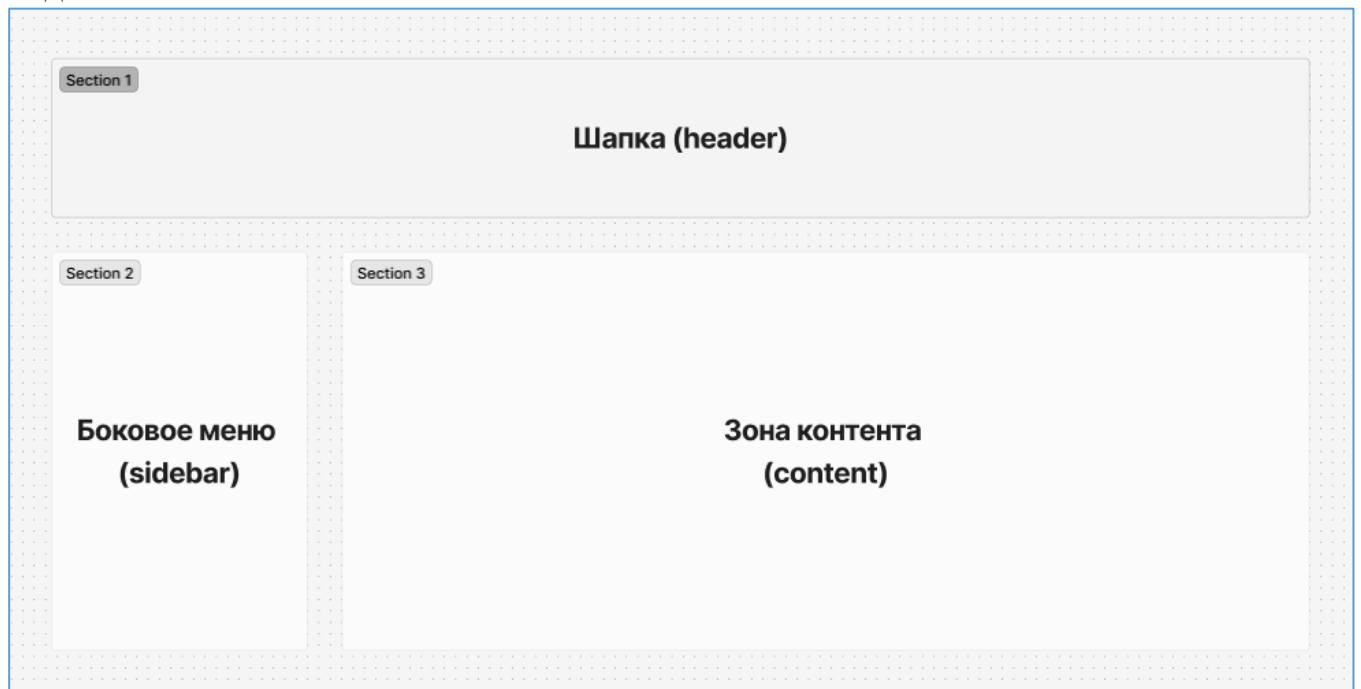 Section 1
Шапка (header)
Section 2
Section 3
Боковое меню
(sidebar)
Зона контента
(content)